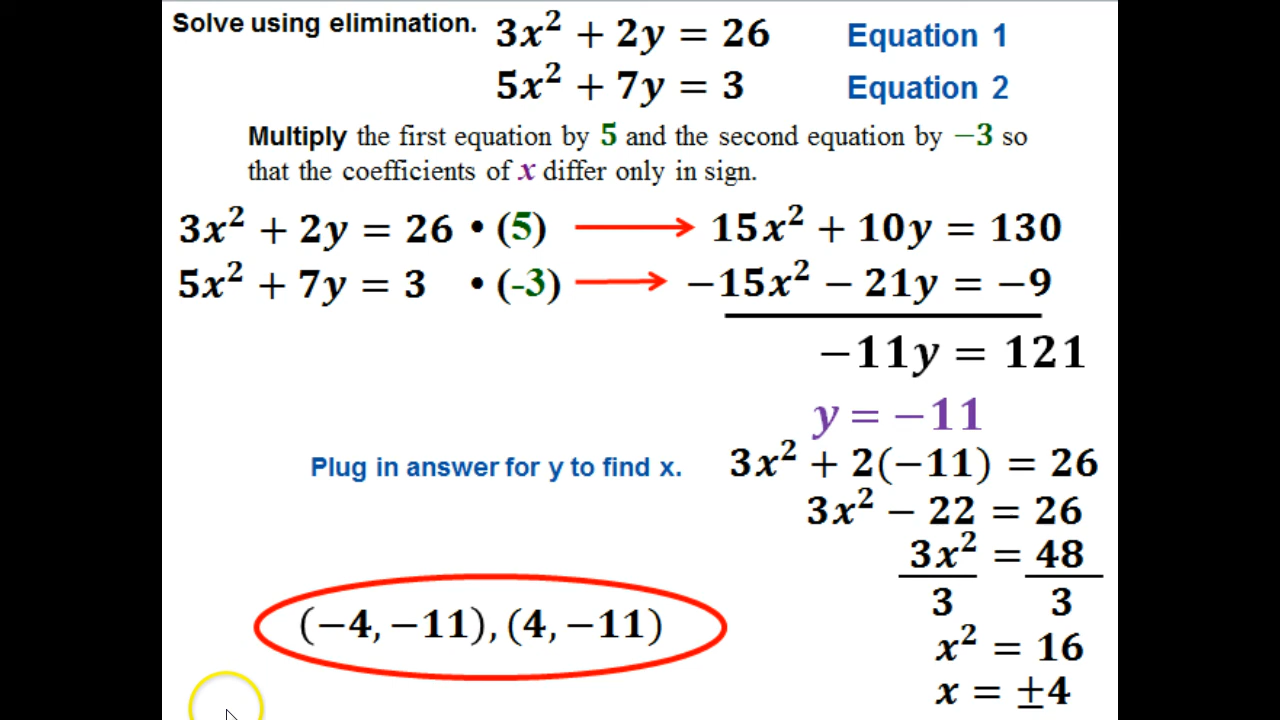 Solve using elimination. 3x² + 2y = 26 Equation 1
5x² + 7y = 3 Equation 2
Multiply the first equation by 5 and the second equation by −3 so
that the coefficients of x differ only in sign.
3x² + 2y = 26 • (5) 15x² + 10y = 130
5x² + 7y = 3 • (-3) −15x² − 21y = −9
−11y = 121
y = −11
Plug in answer for y to find x. 3x² + 2(−11) = 26
3x² − 22 = 26
3x² = 48
3 3
(−4, −11), (4, −11)
x² = 16
x = ±4